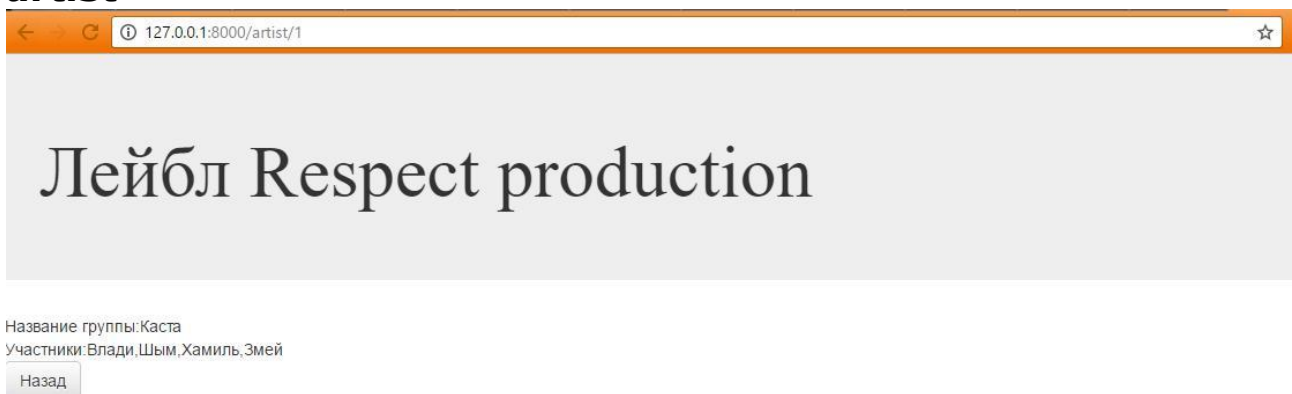 artist
127.0.0.1:8000/artist/1
Лейбл Respect production
Название группы:Каста
Участники:Влади,Шым,Хамиль,Змей
Назад